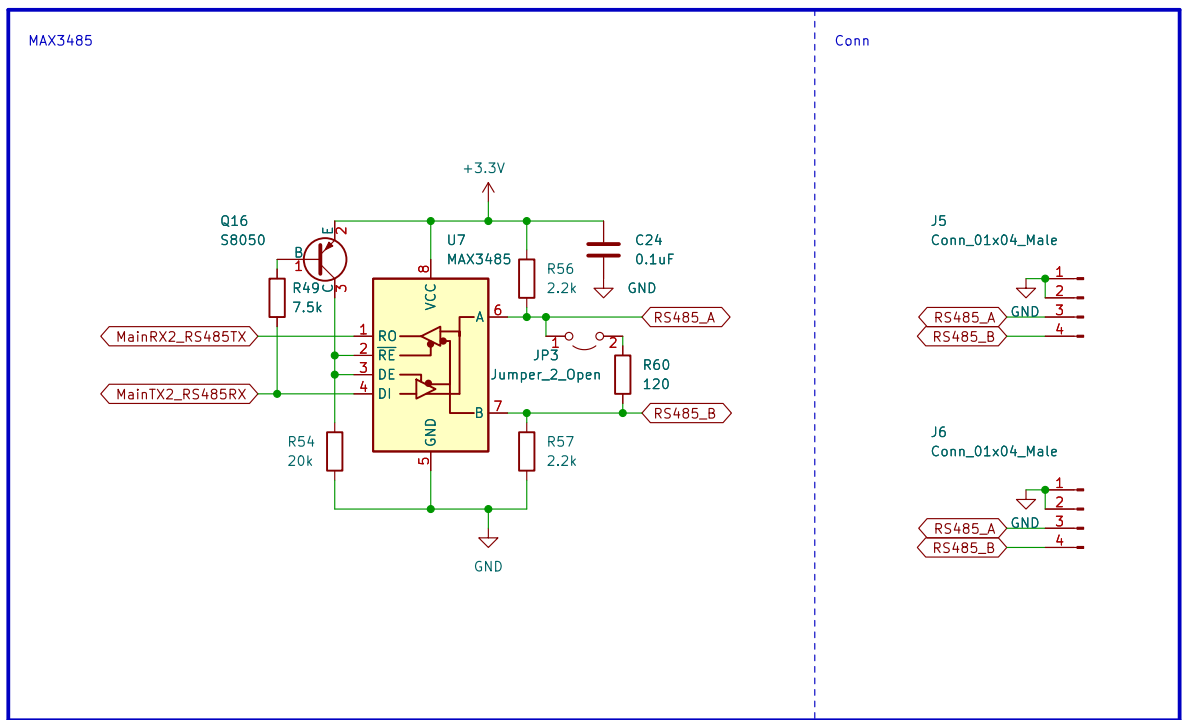 MAX3485
Conn
+3.3V
Q16
S8050
E
2
B
1
C
3
R49
7.5k
U7
MAX3485
8
VCC
R56
2.2k
C24
0.1uF
GND
MainRX2_RS485TX
MainTX2_RS485RX
1
RO
2
RE
3
DE
4
DI
A
6
B
7
GND
5
RS485_A
1
2
JP3
Jumper_2_Open
R60
120
RS485_B
R54
20k
R57
2.2k
GND
J5
Conn_01x04_Male
1
2
GND
RS485_A
3
RS485_B
4
J6
Conn_01x04_Male
1
2
GND
RS485_A
3
RS485_B
4